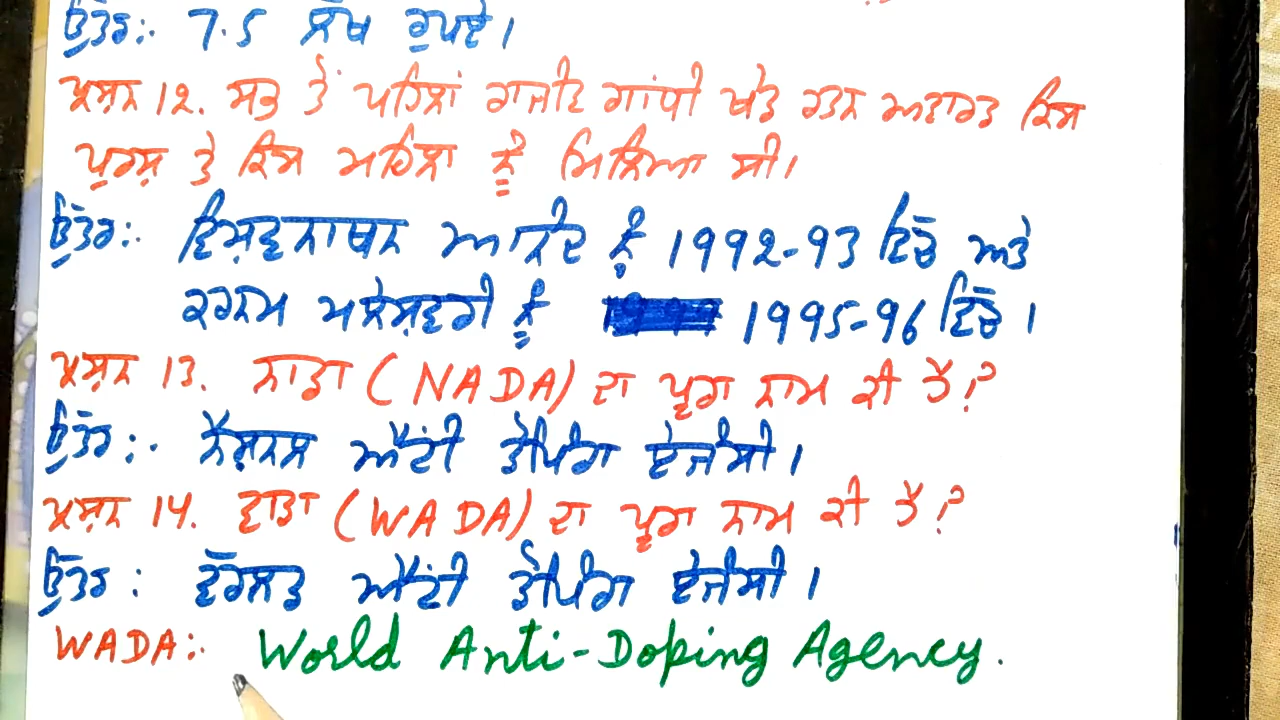 ਉੱਤਰ:. 7.5 ਲੱਖ ਰੁਪਏ।
ਪ੍ਰਸ਼ਨ 12. ਸਭ ਤੋਂ ਪਹਿਲਾਂ ਰਾਜੀਵ ਗਾਂਧੀ ਖੇਡ ਰਤਨ ਅਵਾਰਡ ਕਿਸ
ਪੁਰਸ਼ ਤੇ ਕਿਸ ਮਹਿਲਾ ਨੂੰ ਮਿਲਿਆ ਸੀ।
ਉੱਤਰ:. ਵਿਸ਼ਵਨਾਥਨ ਆਨੰਦ ਨੂੰ 1992-93 ਵਿੱਚ ਅਤੇ
ਕਰਨਮ ਮਲੇਸ਼ਵਰੀ ਨੂੰ 1995-96 ਵਿੱਚ।
ਪ੍ਰਸ਼ਨ 13. ਨਾਡਾ (NADA) ਦਾ ਪੂਰਾ ਨਾਮ ਕੀ ਹੈ?
ਉੱਤਰ:. ਨੈਸ਼ਨਲ ਐਂਟੀ ਡੋਪਿੰਗ ਏਜੰਸੀ।
ਪ੍ਰਸ਼ਨ 14. ਵਾਡਾ (WADA) ਦਾ ਪੂਰਾ ਨਾਮ ਕੀ ਹੈ?
ਉੱਤਰ: ਵੱਰਲਡ ਐਂਟੀ ਡੋਪਿੰਗ ਏਜੰਸੀ।
WADA:. World Anti-Doping Agency.